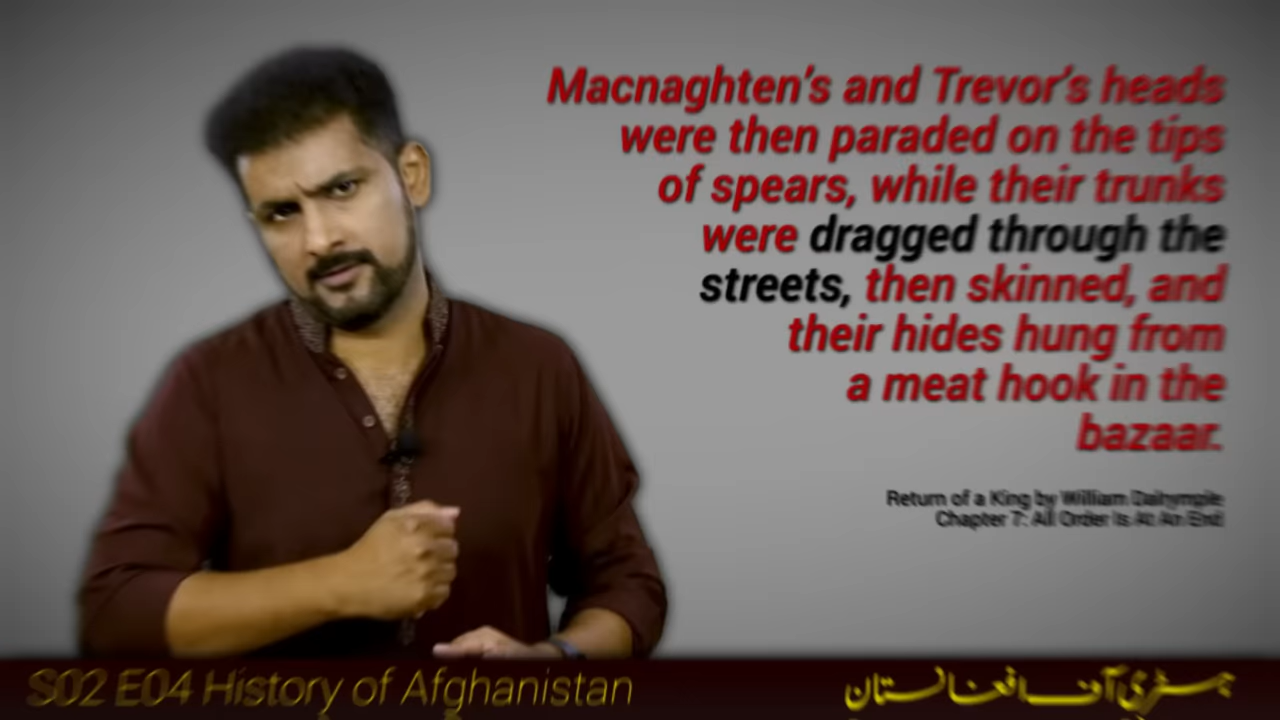 Macnaghten's and Trevor's heads
were then paraded on the tips
of spears, while their trunks
were dragged through the
streets, then skinned, and
their hides hung from
a meat hook in the
bazaar.
Return of a King by William Dalrymple
Chapter 7: All Order Is At An End
S02 E04 History of Afghanistan
ہسٹری آف افغانستان